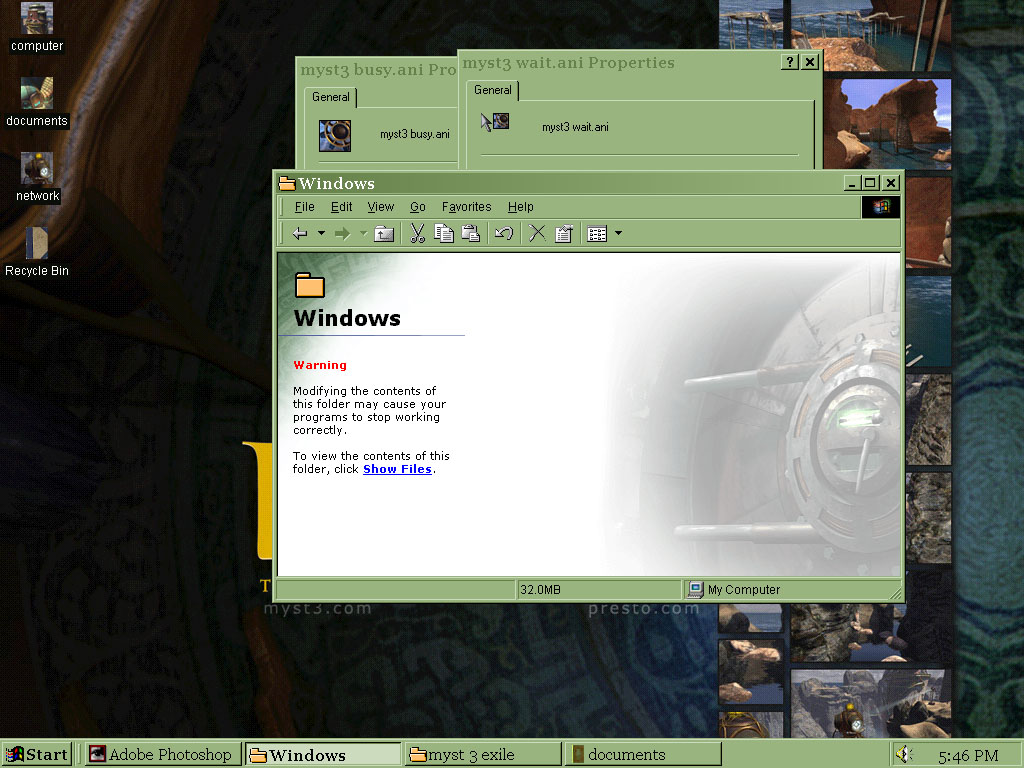 computer
documents
network
Recycle Bin
myst3 busy.ani Pro
General
myst3 busy.ani
myst3 wait.ani Properties
General
myst3 wait.ani
Windows
File Edit View Go Favorites Help
Windows
Warning
Modifying the contents of
this folder may cause your
programs to stop working
correctly.
To view the contents of this
folder, click Show Files.
32.0MB
My Computer
T
myst3.com
presto.com
Start
Adobe Photoshop
Windows
myst 3 exile
documents
5:46 PM